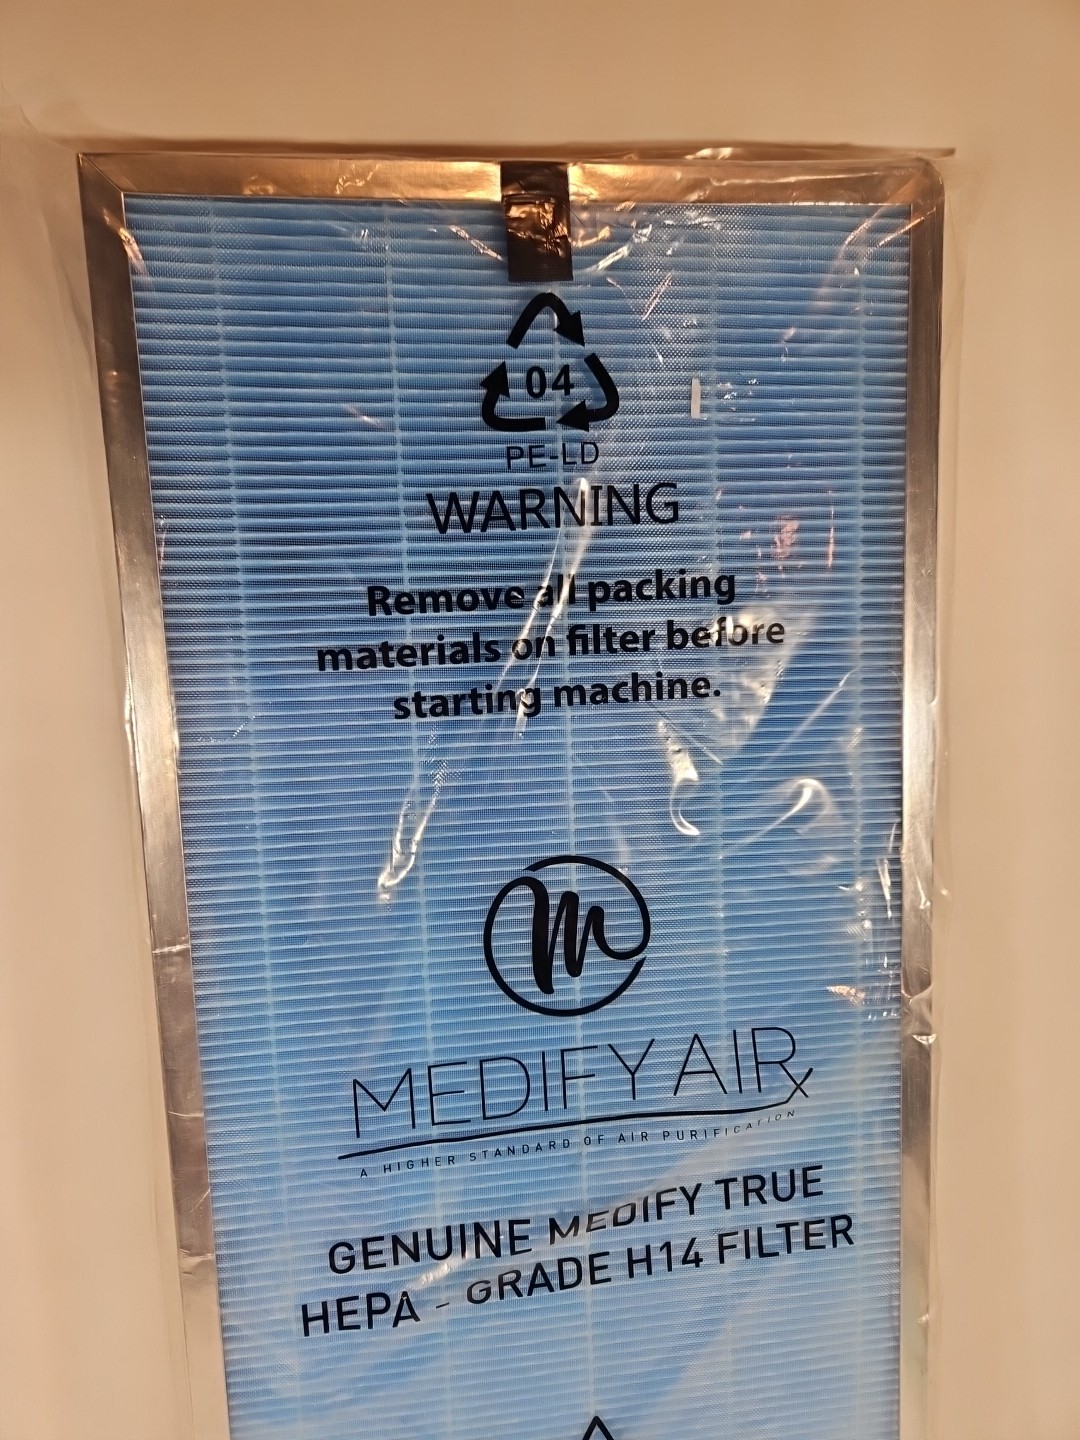 04
PE-LD
WARNING
Remove all packing
materials on filter before
starting machine.
m
MEDIFY AIRx
A HIGHER STANDARD OF AIR PURIFICATION
GENUINE MEDIFY TRUE
HEPA - GRADE H14 FILTER